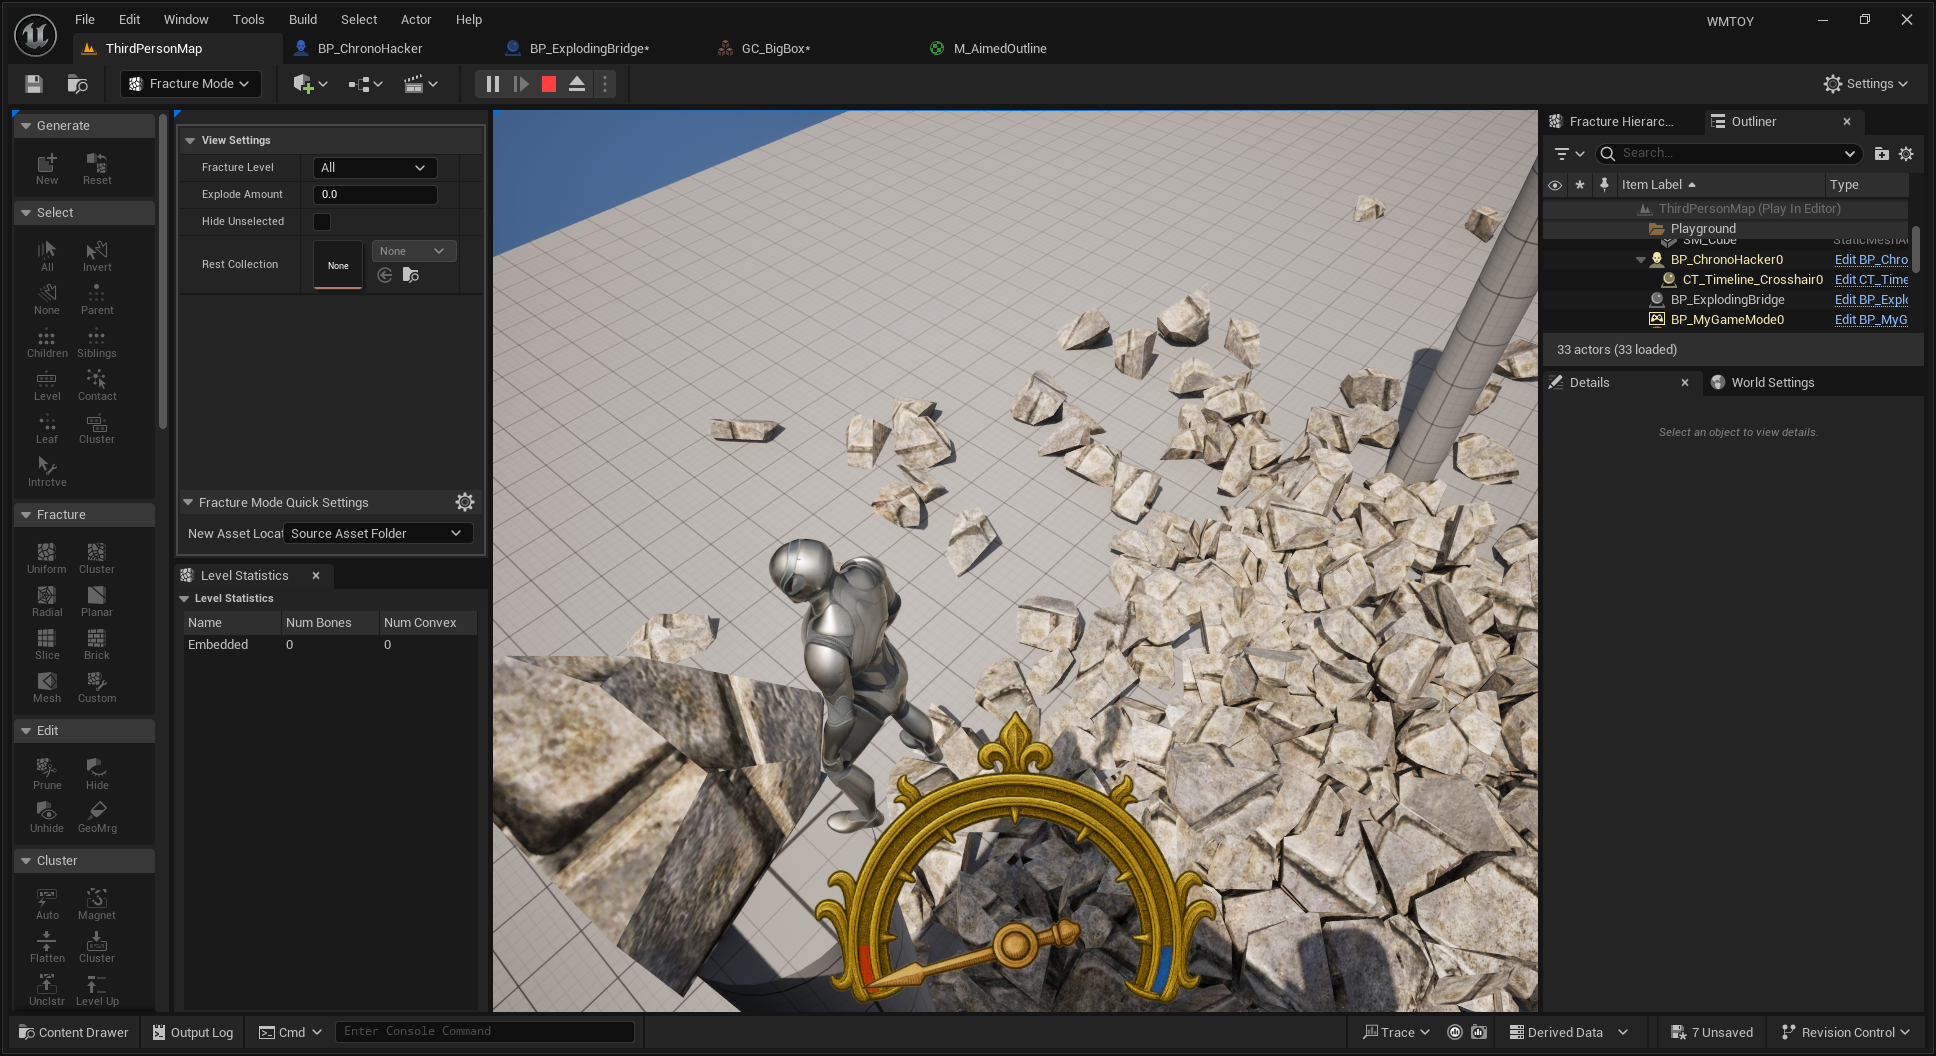 File Edit Window Tools Build Select Actor Help
WMTOY
ThirdPersonMap
BP_ChronoHacker
BP_ExplodingBridge*
GC_BigBox*
M_AimedOutline
Fracture Mode
Settings
Generate
New Reset
Select
All Invert
None Parent
Children Siblings
Level Contact
Leaf Cluster
Intrctve
Fracture
Uniform Cluster
Radial Planar
Slice Brick
Mesh Custom
Edit
Prune Hide
Unhide GeoMrg
Cluster
Auto Magnet
Flatten Cluster
Unclstr Level Up
View Settings
Fracture Level All
Explode Amount 0.0
Hide Unselected
Rest Collection None None
Fracture Mode Quick Settings
New Asset Locat Source Asset Folder
Level Statistics
Level Statistics
Name Num Bones Num Convex
Embedded 0 0
Fracture Hierarc...
Outliner
Search...
Item Label Type
ThirdPersonMap (Play In Editor)
Playground
SM_Cube StaticMeshA
BP_ChronoHacker0 Edit BP_Chro
CT_Timeline_Crosshair0 Edit CT_Time
BP_ExplodingBridge Edit BP_Explo
BP_MyGameMode0 Edit BP_MyG
33 actors (33 loaded)
Details
World Settings
Select an object to view details.
Content Drawer
Output Log
Cmd
Enter Console Command
Trace
Derived Data
7 Unsaved
Revision Control